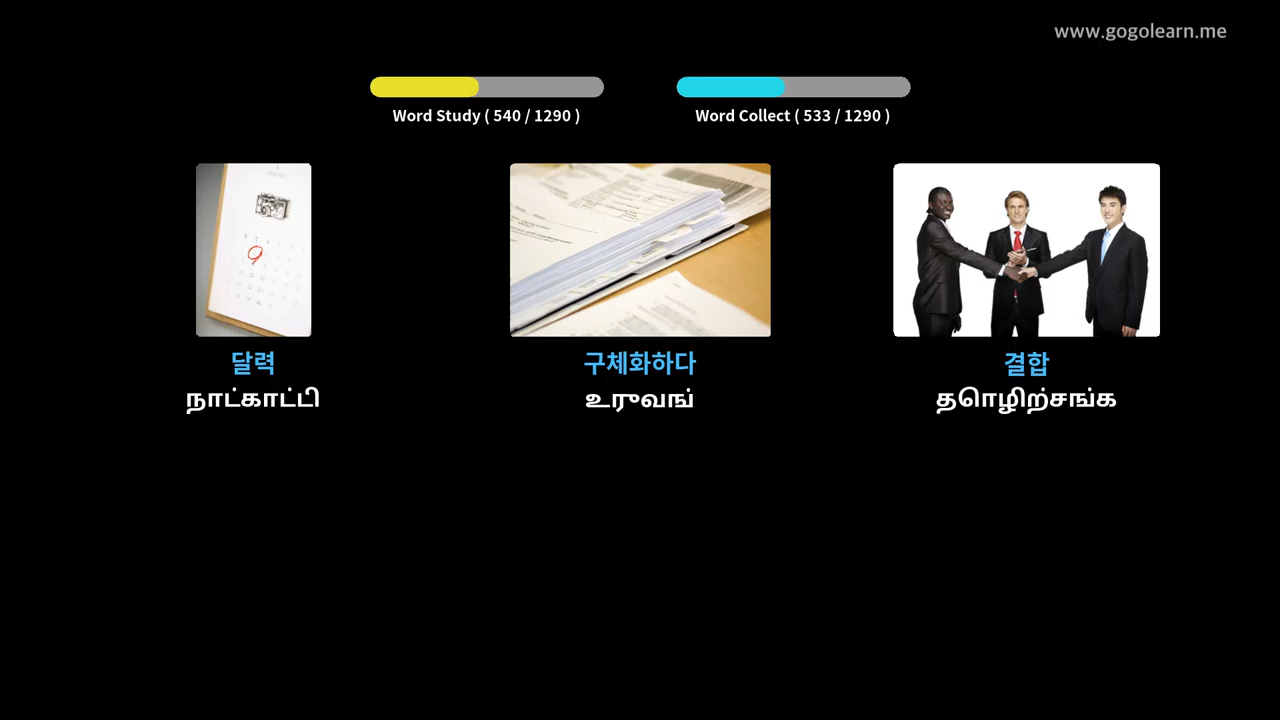 www.gogolearn.me
Word Study ( 540 / 1290 )
Word Collect ( 533 / 1290 )
달력
구체화하다
결합
நாட்காட்டி
உருவங்
தொழிற்சங்க